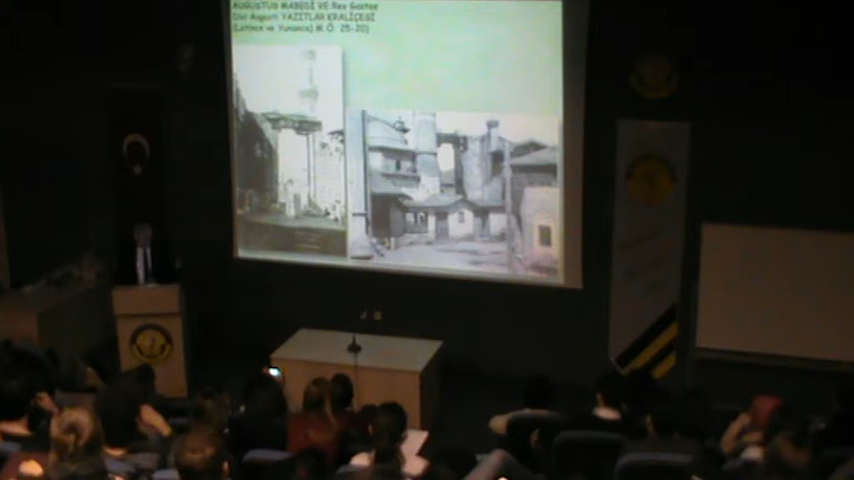 AUGUSTUS MABEDİ VE Res Gestae
Divi Augusti YAZITLAR KRALİÇESİ
(Latince ve Yunanca) M.Ö. 25-20)